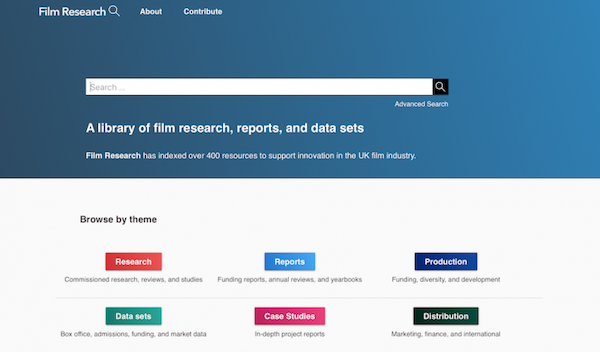 Film Research About Contribute
Search ...
Advanced Search
A library of film research, reports, and data sets
Film Research has indexed over 400 resources to support innovation in the UK film industry.
Browse by theme
Research Reports Production
Commissioned research, reviews, and studies Funding reports, annual reviews, and yearbooks Funding, diversity, and development
Data sets Case Studies Distribution
Box office, admissions, funding, and market data In-depth project reports Marketing, finance, and international